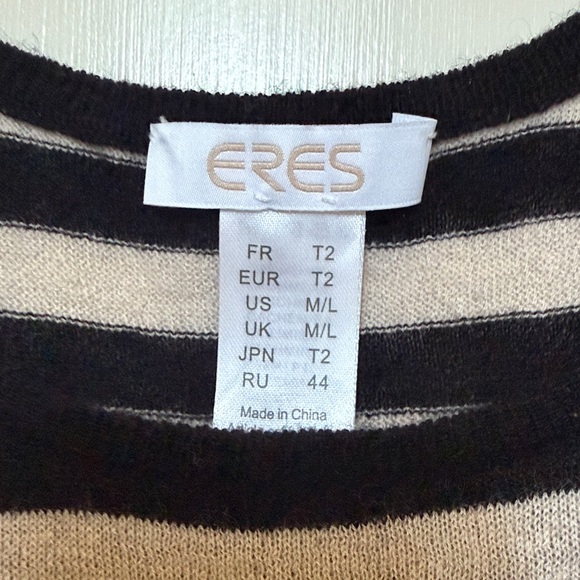 ERES
FR T2
EUR T2
US M/L
UK M/L
JPN T2
RU 44
Made in China